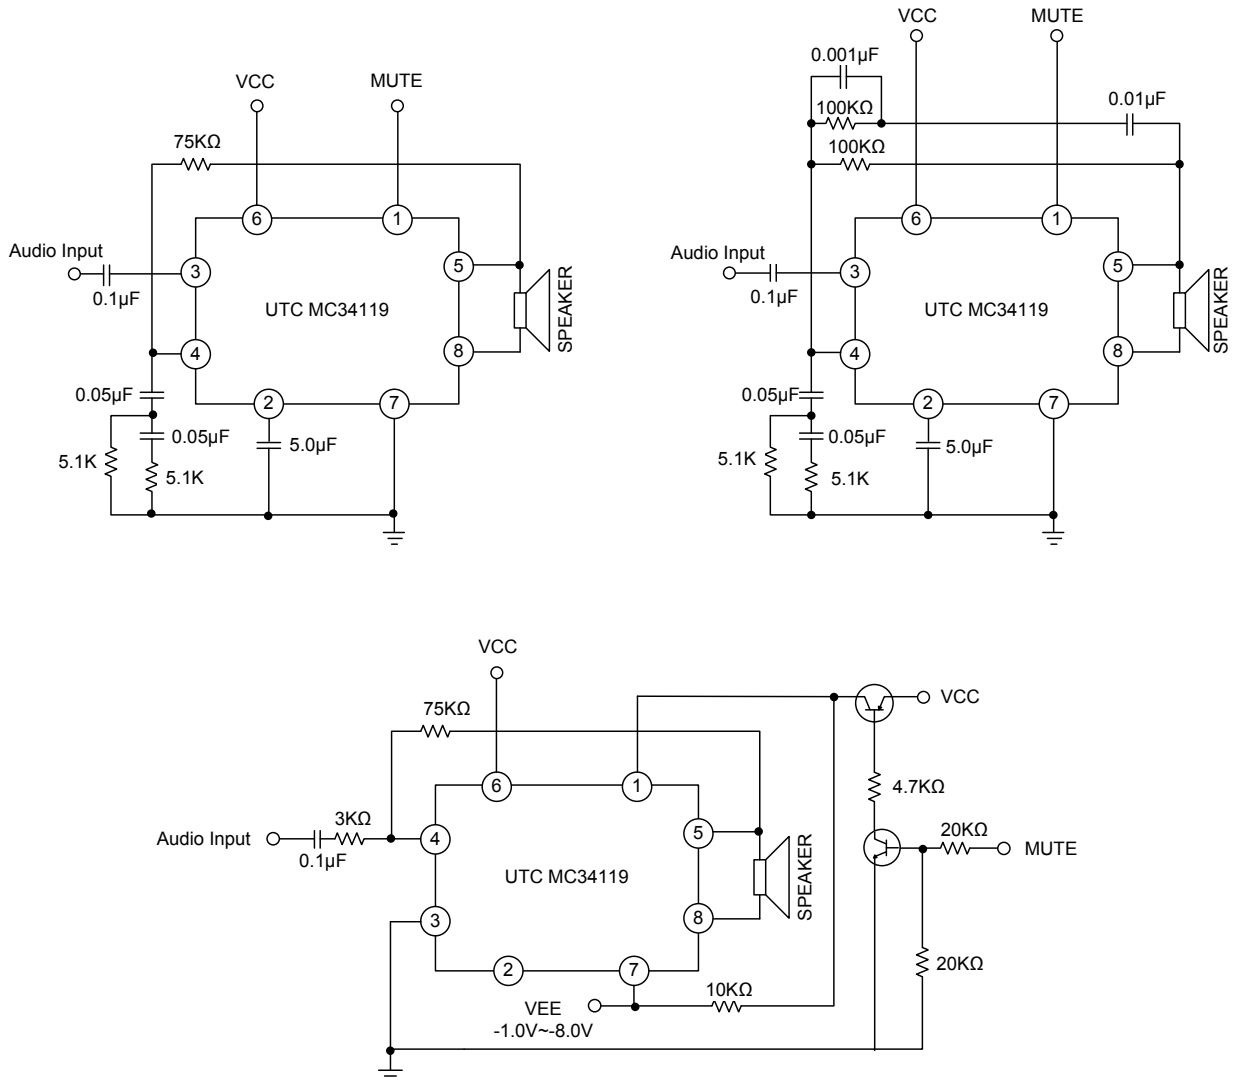 VCC
MUTE
75KΩ
6
1
Audio Input
3
5
0.1µF
UTC MC34119
SPEAKER
4
8
0.05µF
2
7
0.05µF
5.0µF
5.1K
5.1K
VCC
MUTE
0.001µF
0.01µF
100KΩ
100KΩ
6
1
Audio Input
3
5
0.1µF
UTC MC34119
SPEAKER
4
8
0.05µF
2
7
0.05µF
5.0µF
5.1K
5.1K
VCC
VCC
75KΩ
6
1
4.7KΩ
Audio Input
3KΩ
4
5
20KΩ
MUTE
0.1µF
UTC MC34119
SPEAKER
3
8
2
7
20KΩ
10KΩ
VEE
-1.0V~-8.0V